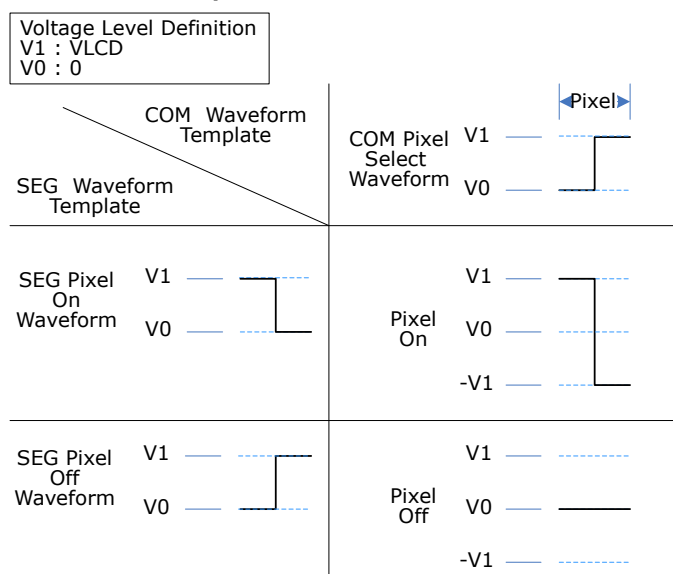 Voltage Level Definition
V1 : VLCD
V0 : 0
COM Waveform
Template
SEG Waveform
Template
Pixel
COM Pixel
Select
Waveform
V1
V0
SEG Pixel
On
Waveform
V1
V0
Pixel
On
V1
V0
-V1
SEG Pixel
Off
Waveform
V1
V0
Pixel
Off
V1
V0
-V1